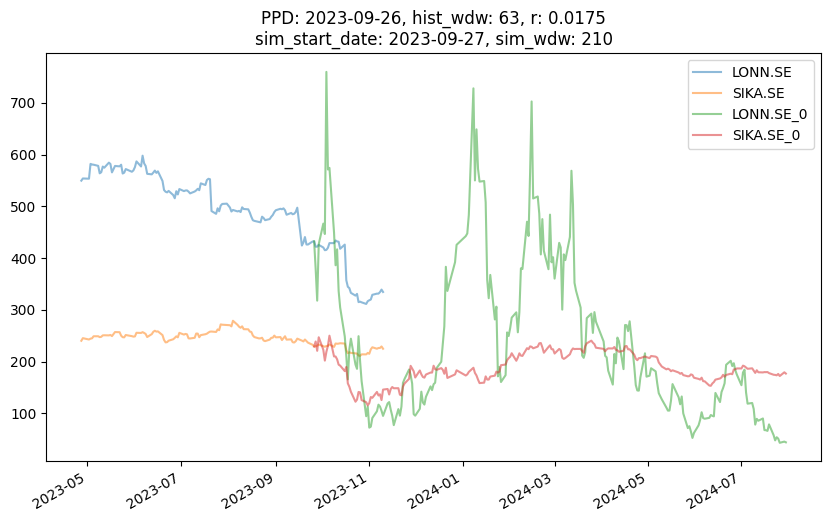 PPD: 2023-09-26, hist_wdw: 63, r: 0.0175
sim_start_date: 2023-09-27, sim_wdw: 210
LONN.SE
SIKA.SE
LONN.SE_0
SIKA.SE_0
700
600
500
400
300
200
100
2023-05
2023-07
2023-09
2023-11
2024-01
2024-03
2024-05
2024-07